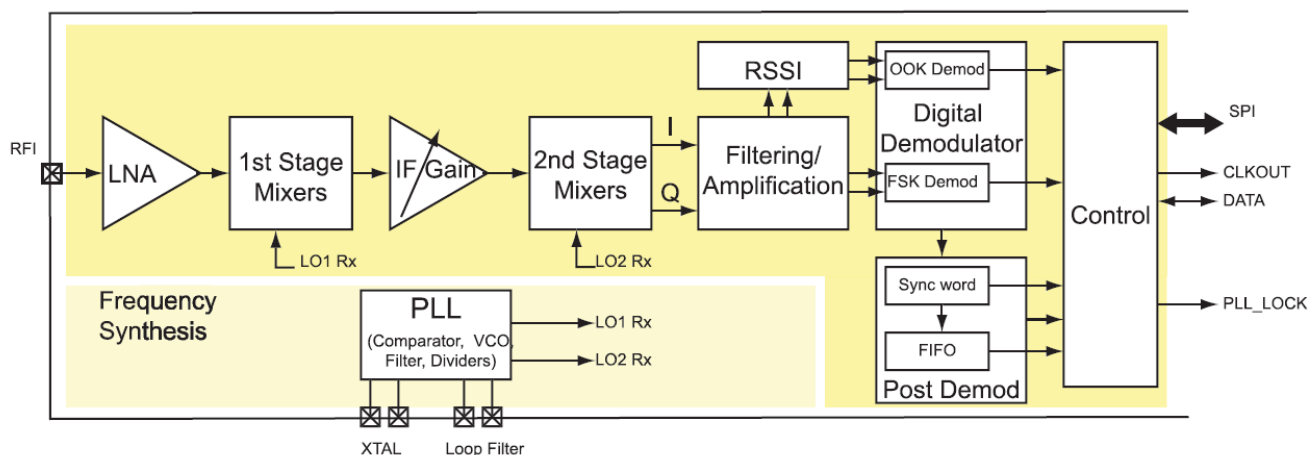 RFI
LNA
1st Stage
Mixers
LO1 Rx
IF Gain
2nd Stage
Mixers
LO2 Rx
I
Q
RSSI
Filtering/
Amplification
OOK Demod
Digital
Demodulator
FSK Demod
Sync word
FIFO
Post Demod
Control
SPI
CLKOUT
DATA
PLL_LOCK
Frequency
Synthesis
PLL
(Comparator, VCO,
Filter, Dividers)
LO1 Rx
LO2 Rx
XTAL
Loop Filter